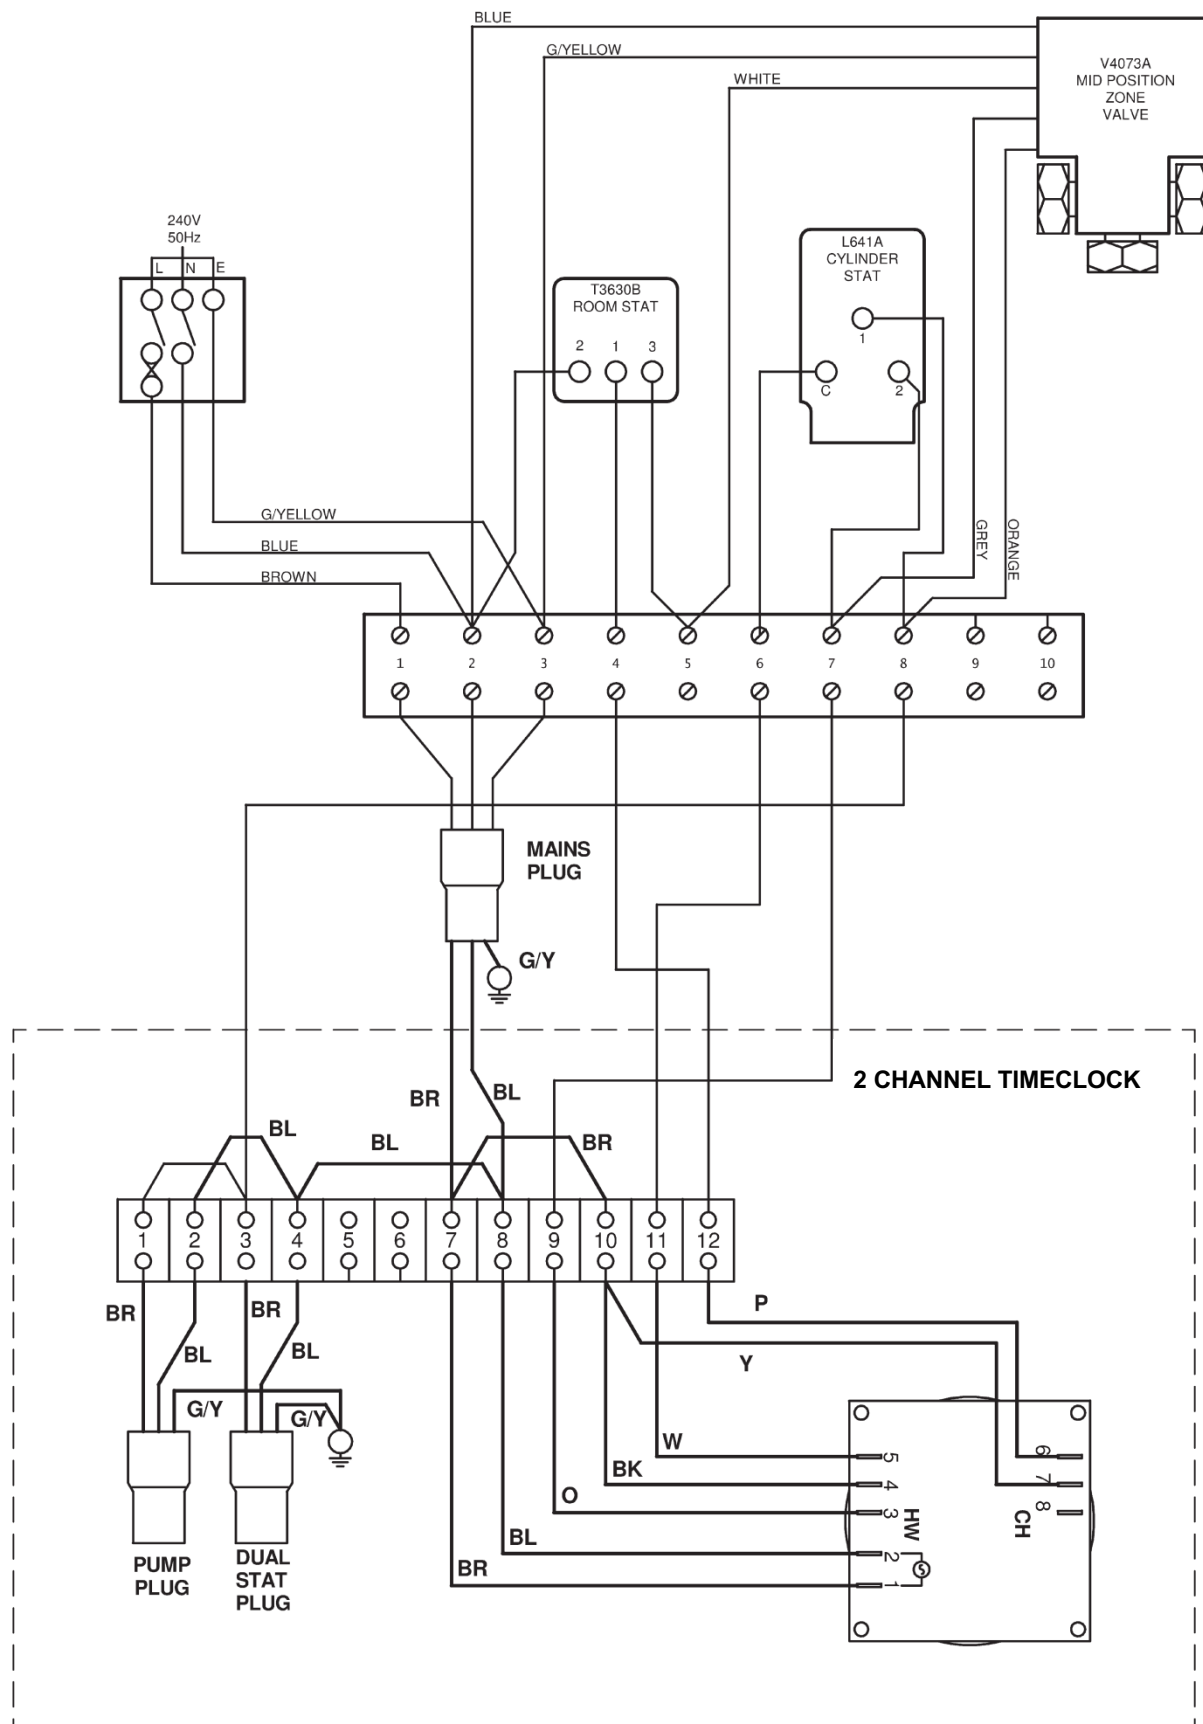 BLUE
G/YELLOW
WHITE
V4073A
MID POSITION
ZONE
VALVE
240V
50Hz
L N E
T3630B
ROOM STAT
2 1 3
L641A
CYLINDER
STAT
1
C 2
G/YELLOW
BLUE
BROWN
GREY
ORANGE
1 2 3 4 5 6 7 8 9 10
MAINS
PLUG
G/Y
2 CHANNEL TIMECLOCK
BR
BL
BL
BL
BR
1 2 3 4 5 6 7 8 9 10 11 12
BR
BL
BR
BL
P
Y
G/Y
G/Y
W
BK
O
BL
BR
5
4
3
2
1
HW
6
7
8
CH
PUMP
PLUG
DUAL
STAT
PLUG